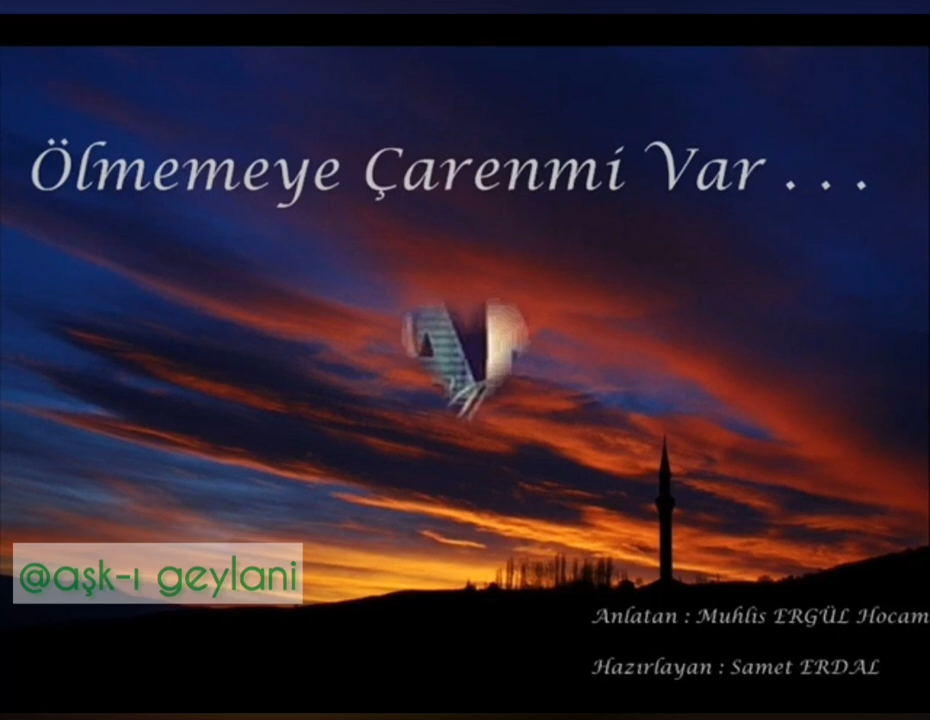 Ölmemeye Çarenmi Var . . .
@aşk-ı geylani
Anlatan : Muhlis ERGÜL Hocam
Hazırlayan : Samet ERDAL